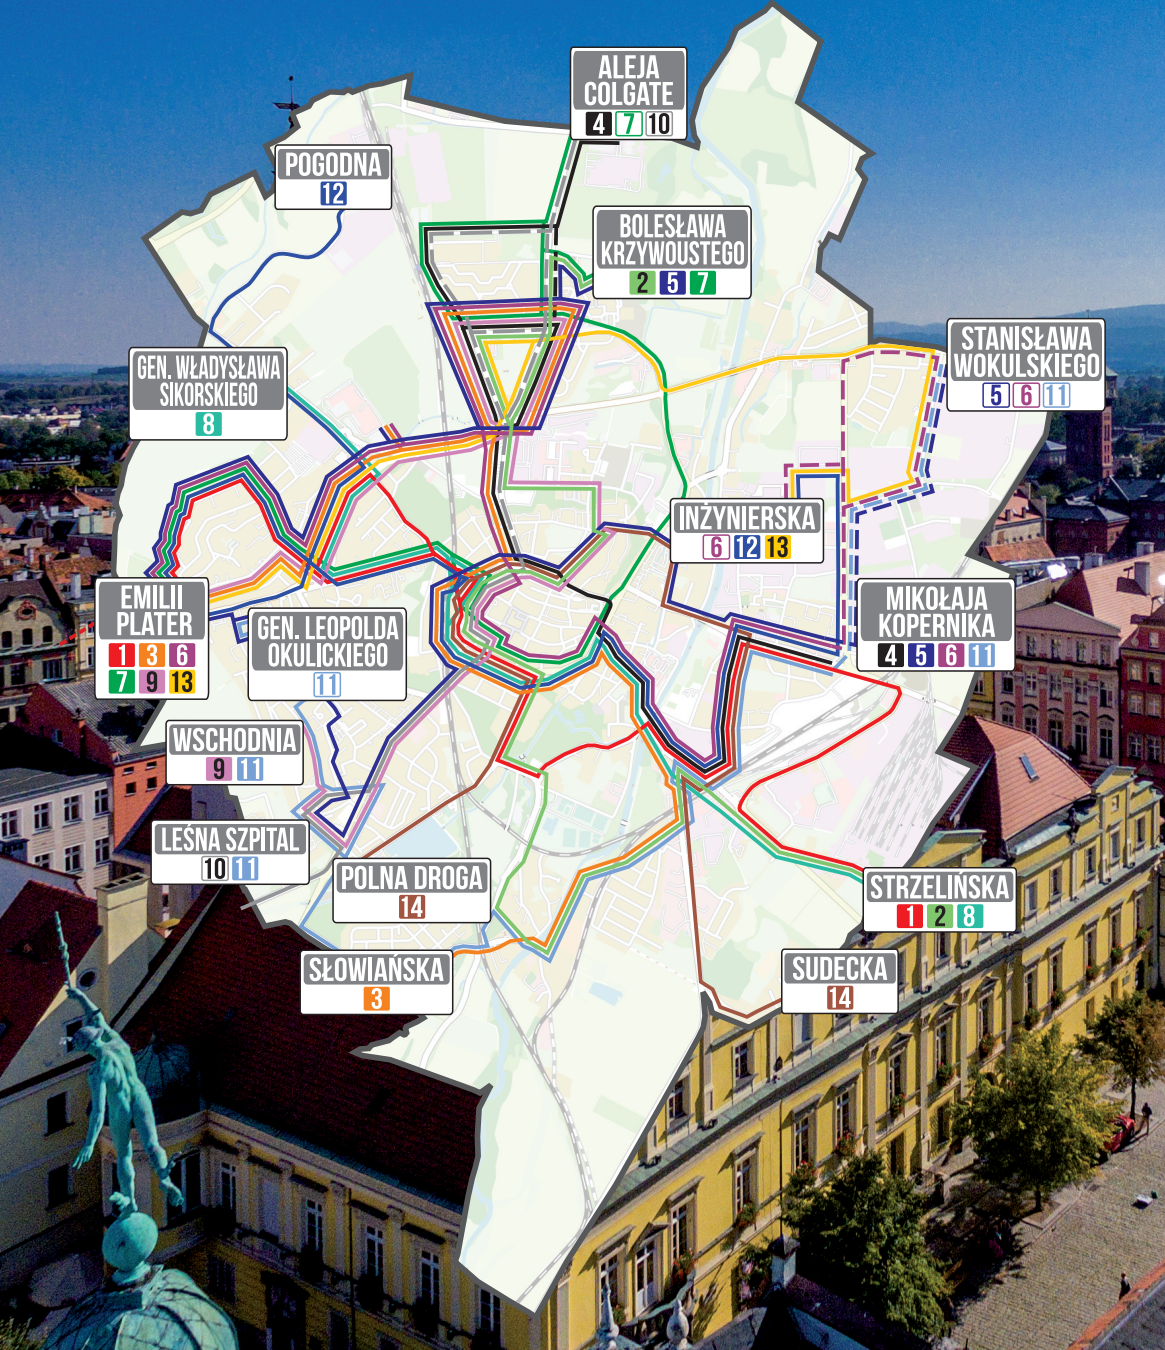 ALEJA
COLGATE
4 7 10
POGODNA
12
BOLESŁAWA
KRZYWOUSTEGO
2 5 7
STANISŁAWA
WOKULSKIEGO
5 6 11
GEN. WŁADYSŁAWA
SIKORSKIEGO
8
INŻYNIERSKA
6 12 13
EMILII
PLATER
1 3 6
7 9 13
GEN. LEOPOLDA
OKULICKIEGO
11
MIKOŁAJA
KOPERNIKA
4 5 6 11
WSCHODNIA
9 11
LEŚNA SZPITAL
10 11
POLNA DROGA
14
STRZELIŃSKA
1 2 8
SŁOWIAŃSKA
3
SUDECKA
14